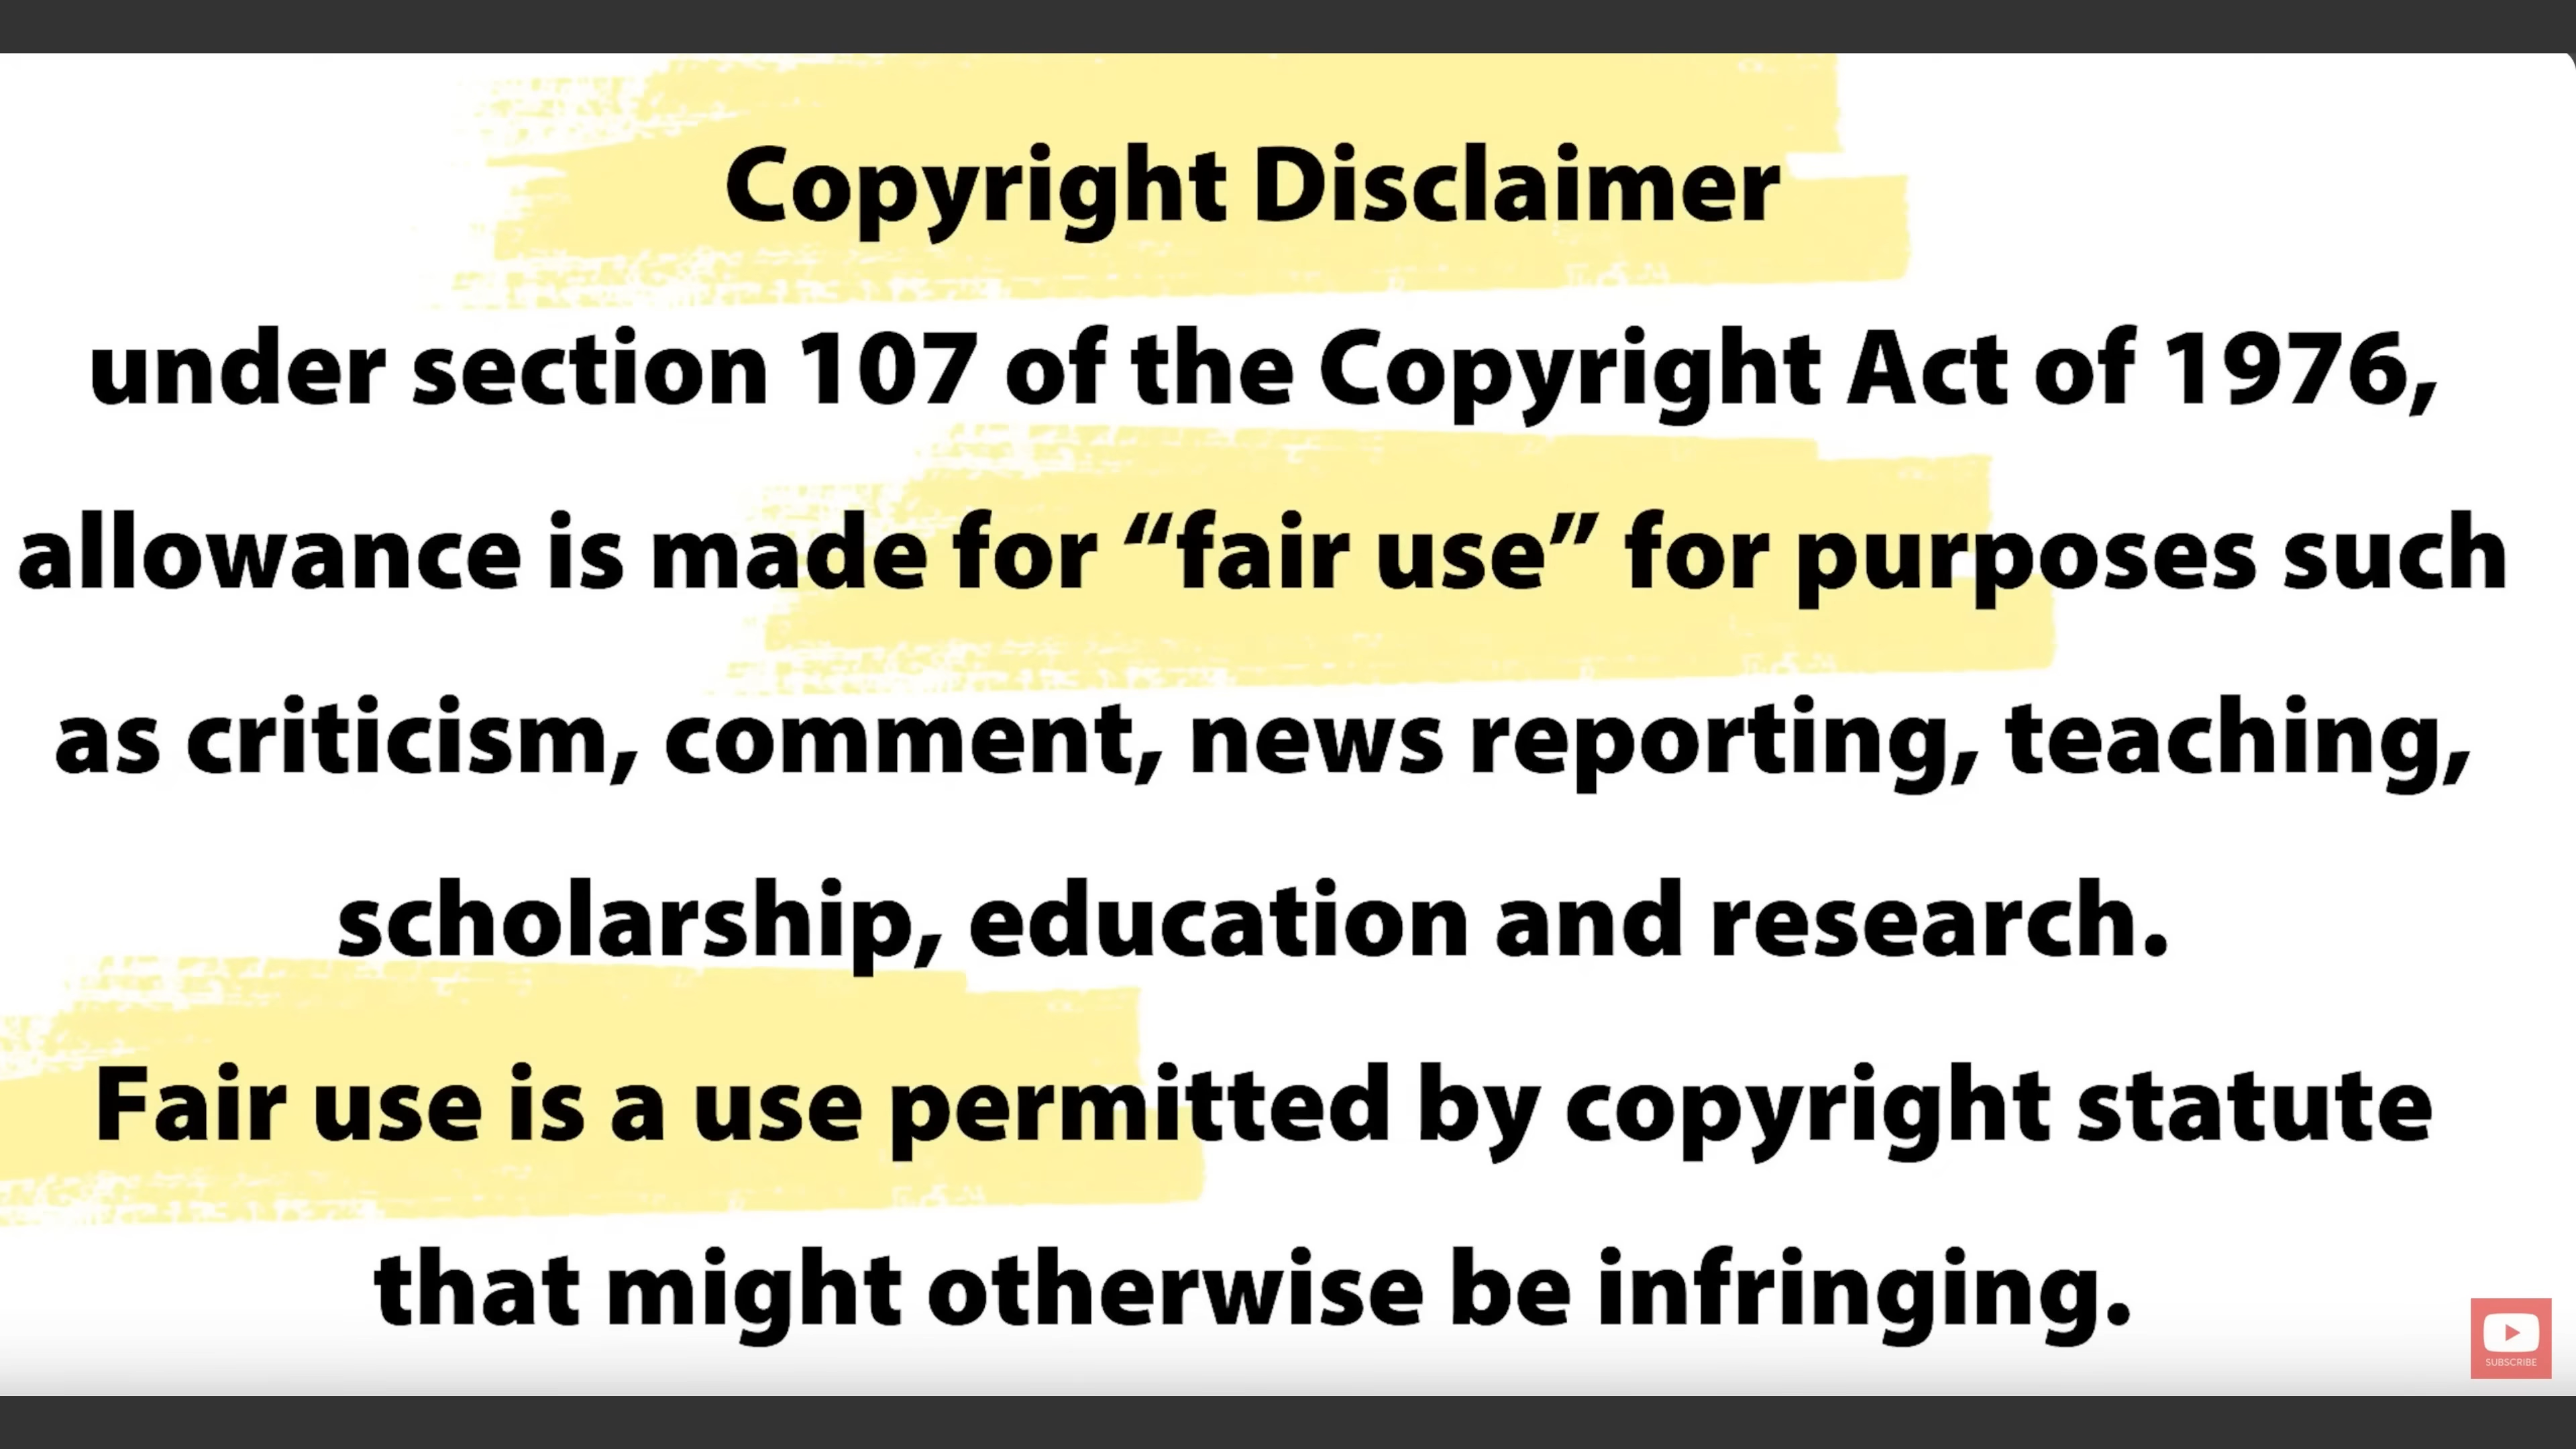 Copyright Disclaimer
under section 107 of the Copyright Act of 1976,
allowance is made for “fair use” for purposes such
as criticism, comment, news reporting, teaching,
scholarship, education and research.
Fair use is a use permitted by copyright statute
that might otherwise be infringing.
SUBSCRIBE